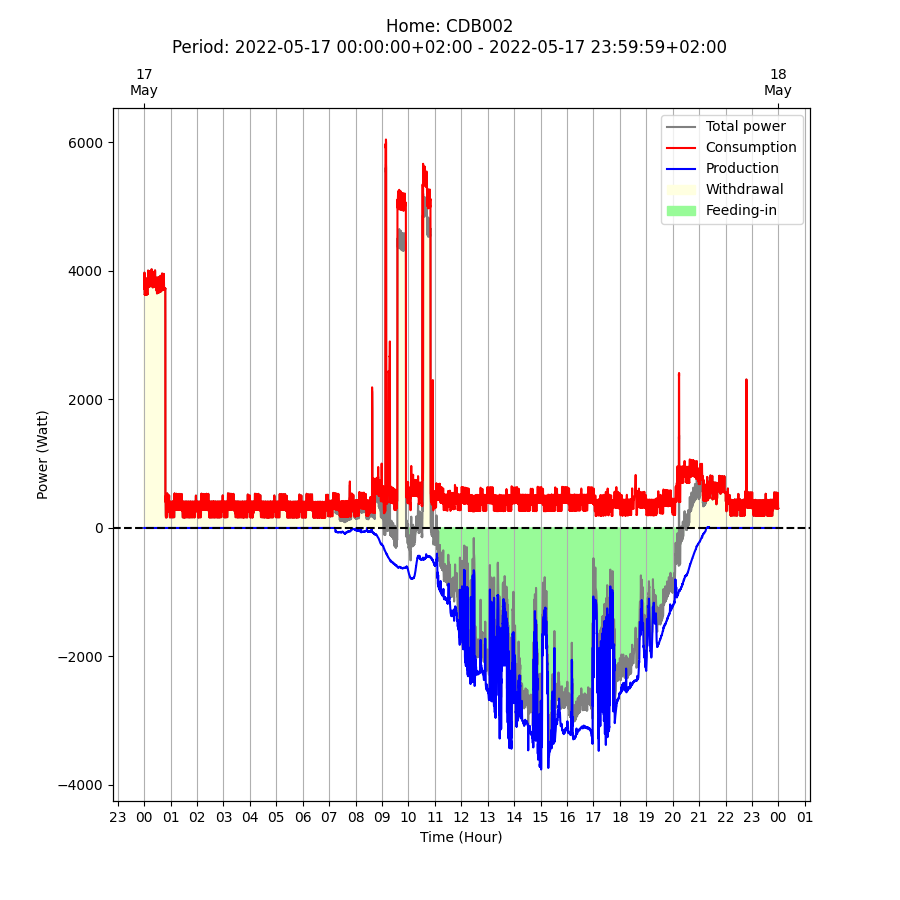 Home: CDB002
Period: 2022-05-17 00:00:00+02:00 - 2022-05-17 23:59:59+02:00
17 18
May May
Total power
Consumption
Production
Withdrawal
Feeding-in
6000
4000
2000
0
−2000
−4000
Power (Watt)
23 00 01 02 03 04 05 06 07 08 09 10 11 12 13 14 15 16 17 18 19 20 21 22 23 00 01
Time (Hour)